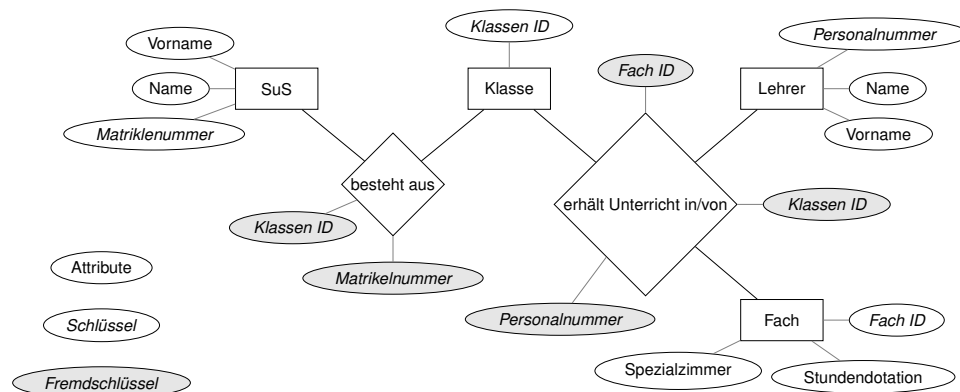 Vorname
Name
Matriklenummer
SuS
Klassen ID
Klasse
Fach ID
Personalnummer
Lehrer
Name
Vorname
besteht aus
Klassen ID
Matrikelnummer
erhält Unterricht in/von
Klassen ID
Personalnummer
Fach
Fach ID
Spezialzimmer
Stundendotation
Attribute
Schlüssel
Fremdschlüssel